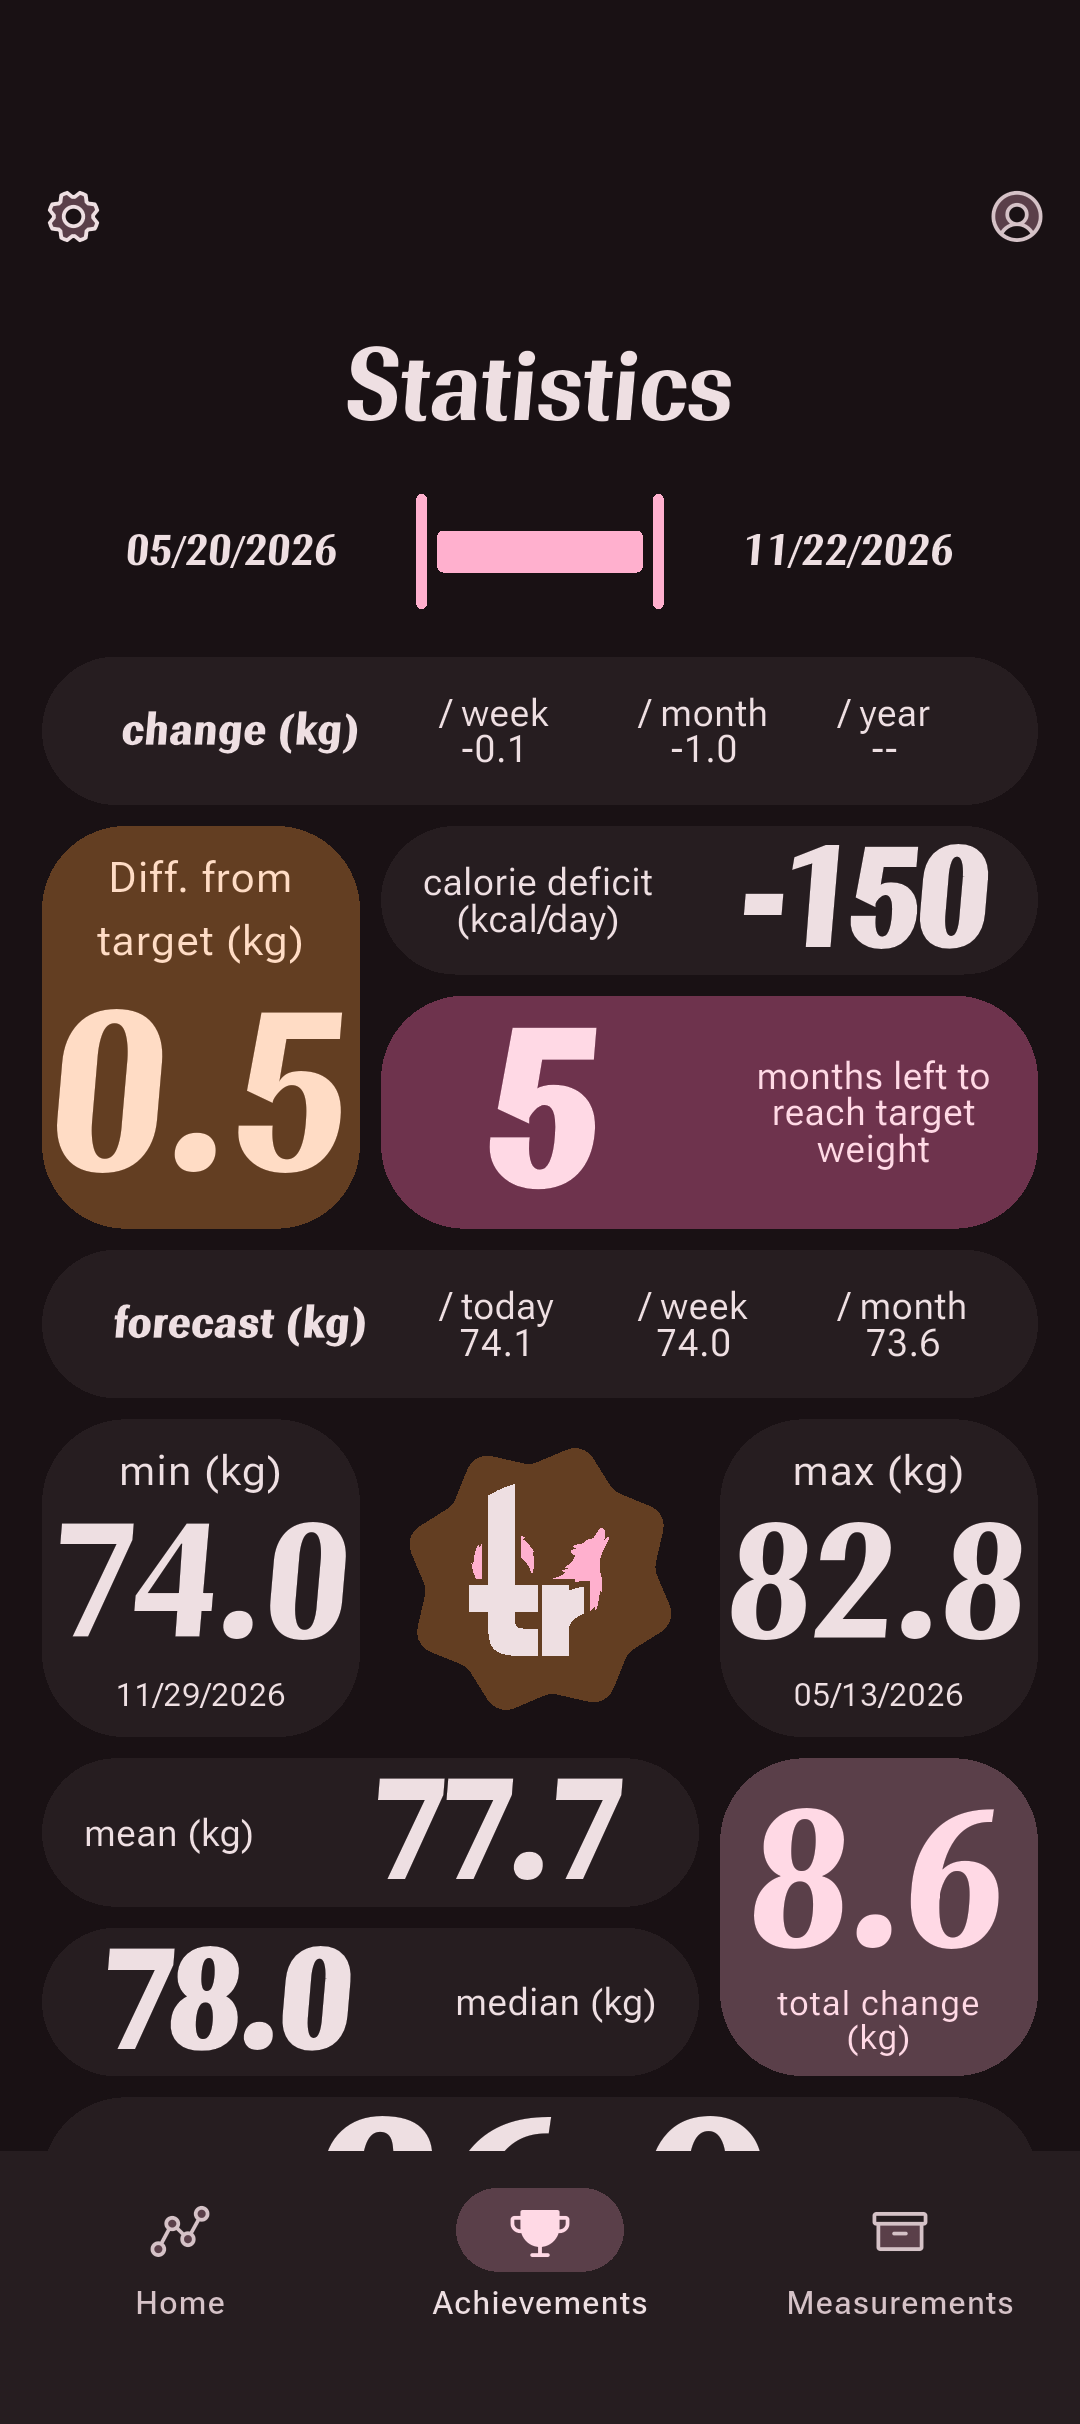 Statistics
05/20/2026
11/22/2026
change (kg)
/ week
-0.1
/ month
-1.0
/ year
--
Diff. from
target (kg)
0.5
calorie deficit
(kcal/day)
-150
5
months left to
reach target
weight
forecast (kg)
/ today
74.1
/ week
74.0
/ month
73.6
min (kg)
74.0
11/29/2026
tr
max (kg)
82.8
05/13/2026
mean (kg)
77.7
8.6
total change
(kg)
78.0
median (kg)
Home
Achievements
Measurements